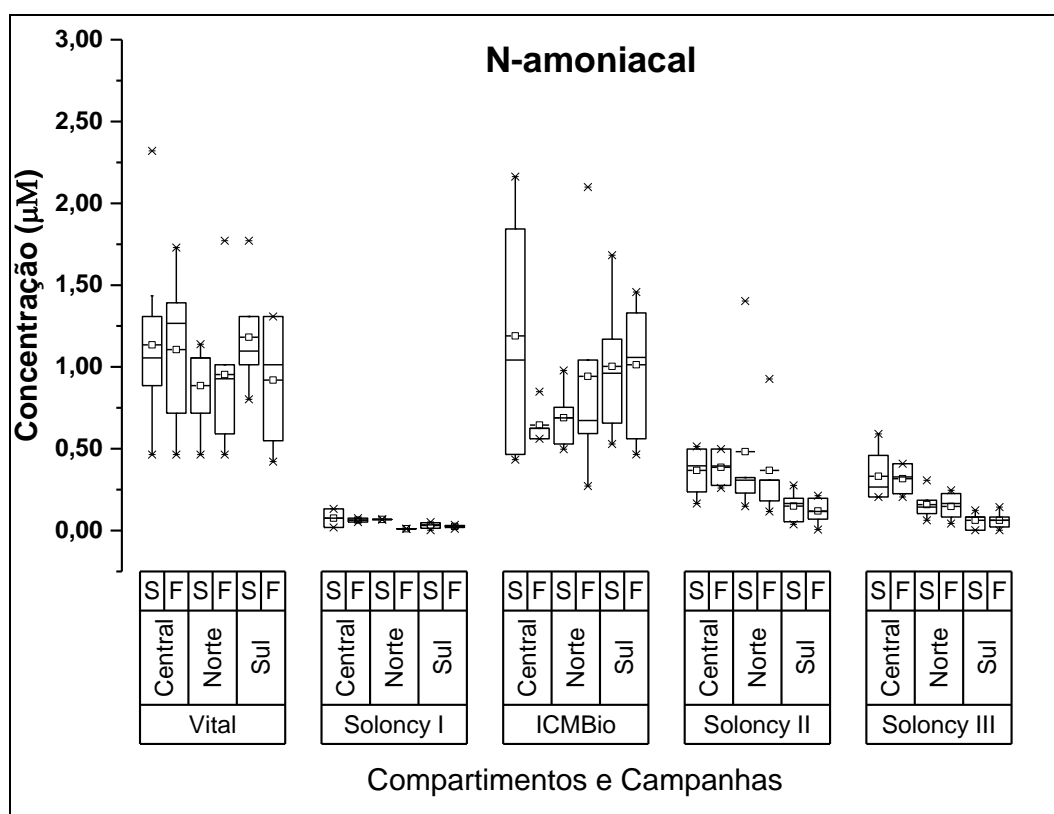 N-amoniacal
Concentração (μM)
3,00
2,50
2,00
1,50
1,00
0,50
0,00
S F S F S F S F S F S F S F S F S F S F S F S F S F S F S F
Central Norte Sul Central Norte Sul Central Norte Sul Central Norte Sul Central Norte Sul
Vital Soloncy I ICMBio Soloncy II Soloncy III
Compartimentos e Campanhas